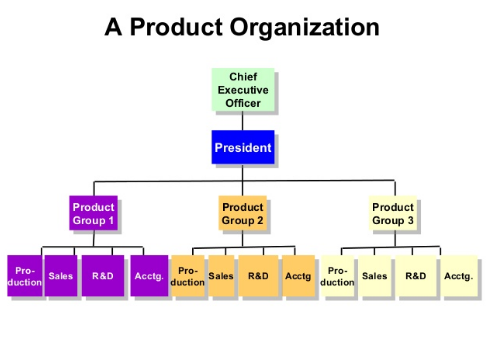 A Product Organization
Chief
Executive
Officer
President
Product
Group 1
Product
Group 2
Product
Group 3
Pro-
duction
Sales
R&D
Acctg.
Pro-
duction
Sales
R&D
Acctg
Pro-
duction
Sales
R&D
Acctg.